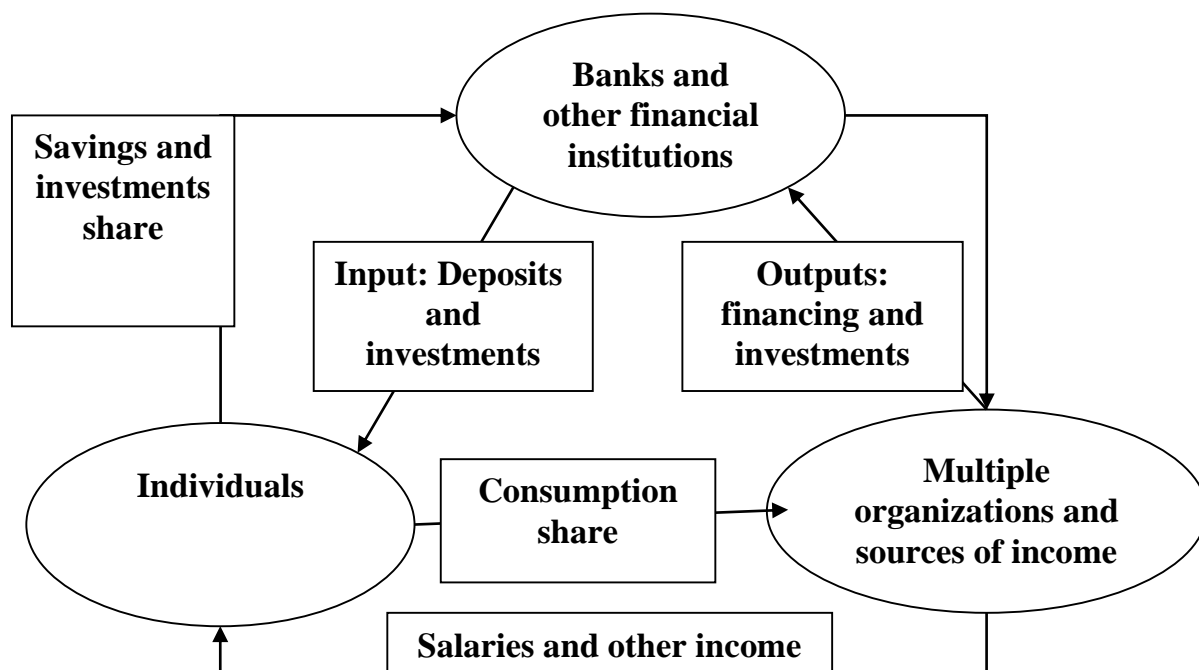 Banks and
other financial
institutions
Savings and
investments
share
Input: Deposits
and
investments
Outputs:
financing and
investments
Individuals
Consumption
share
Multiple
organizations and
sources of income
Salaries and other income